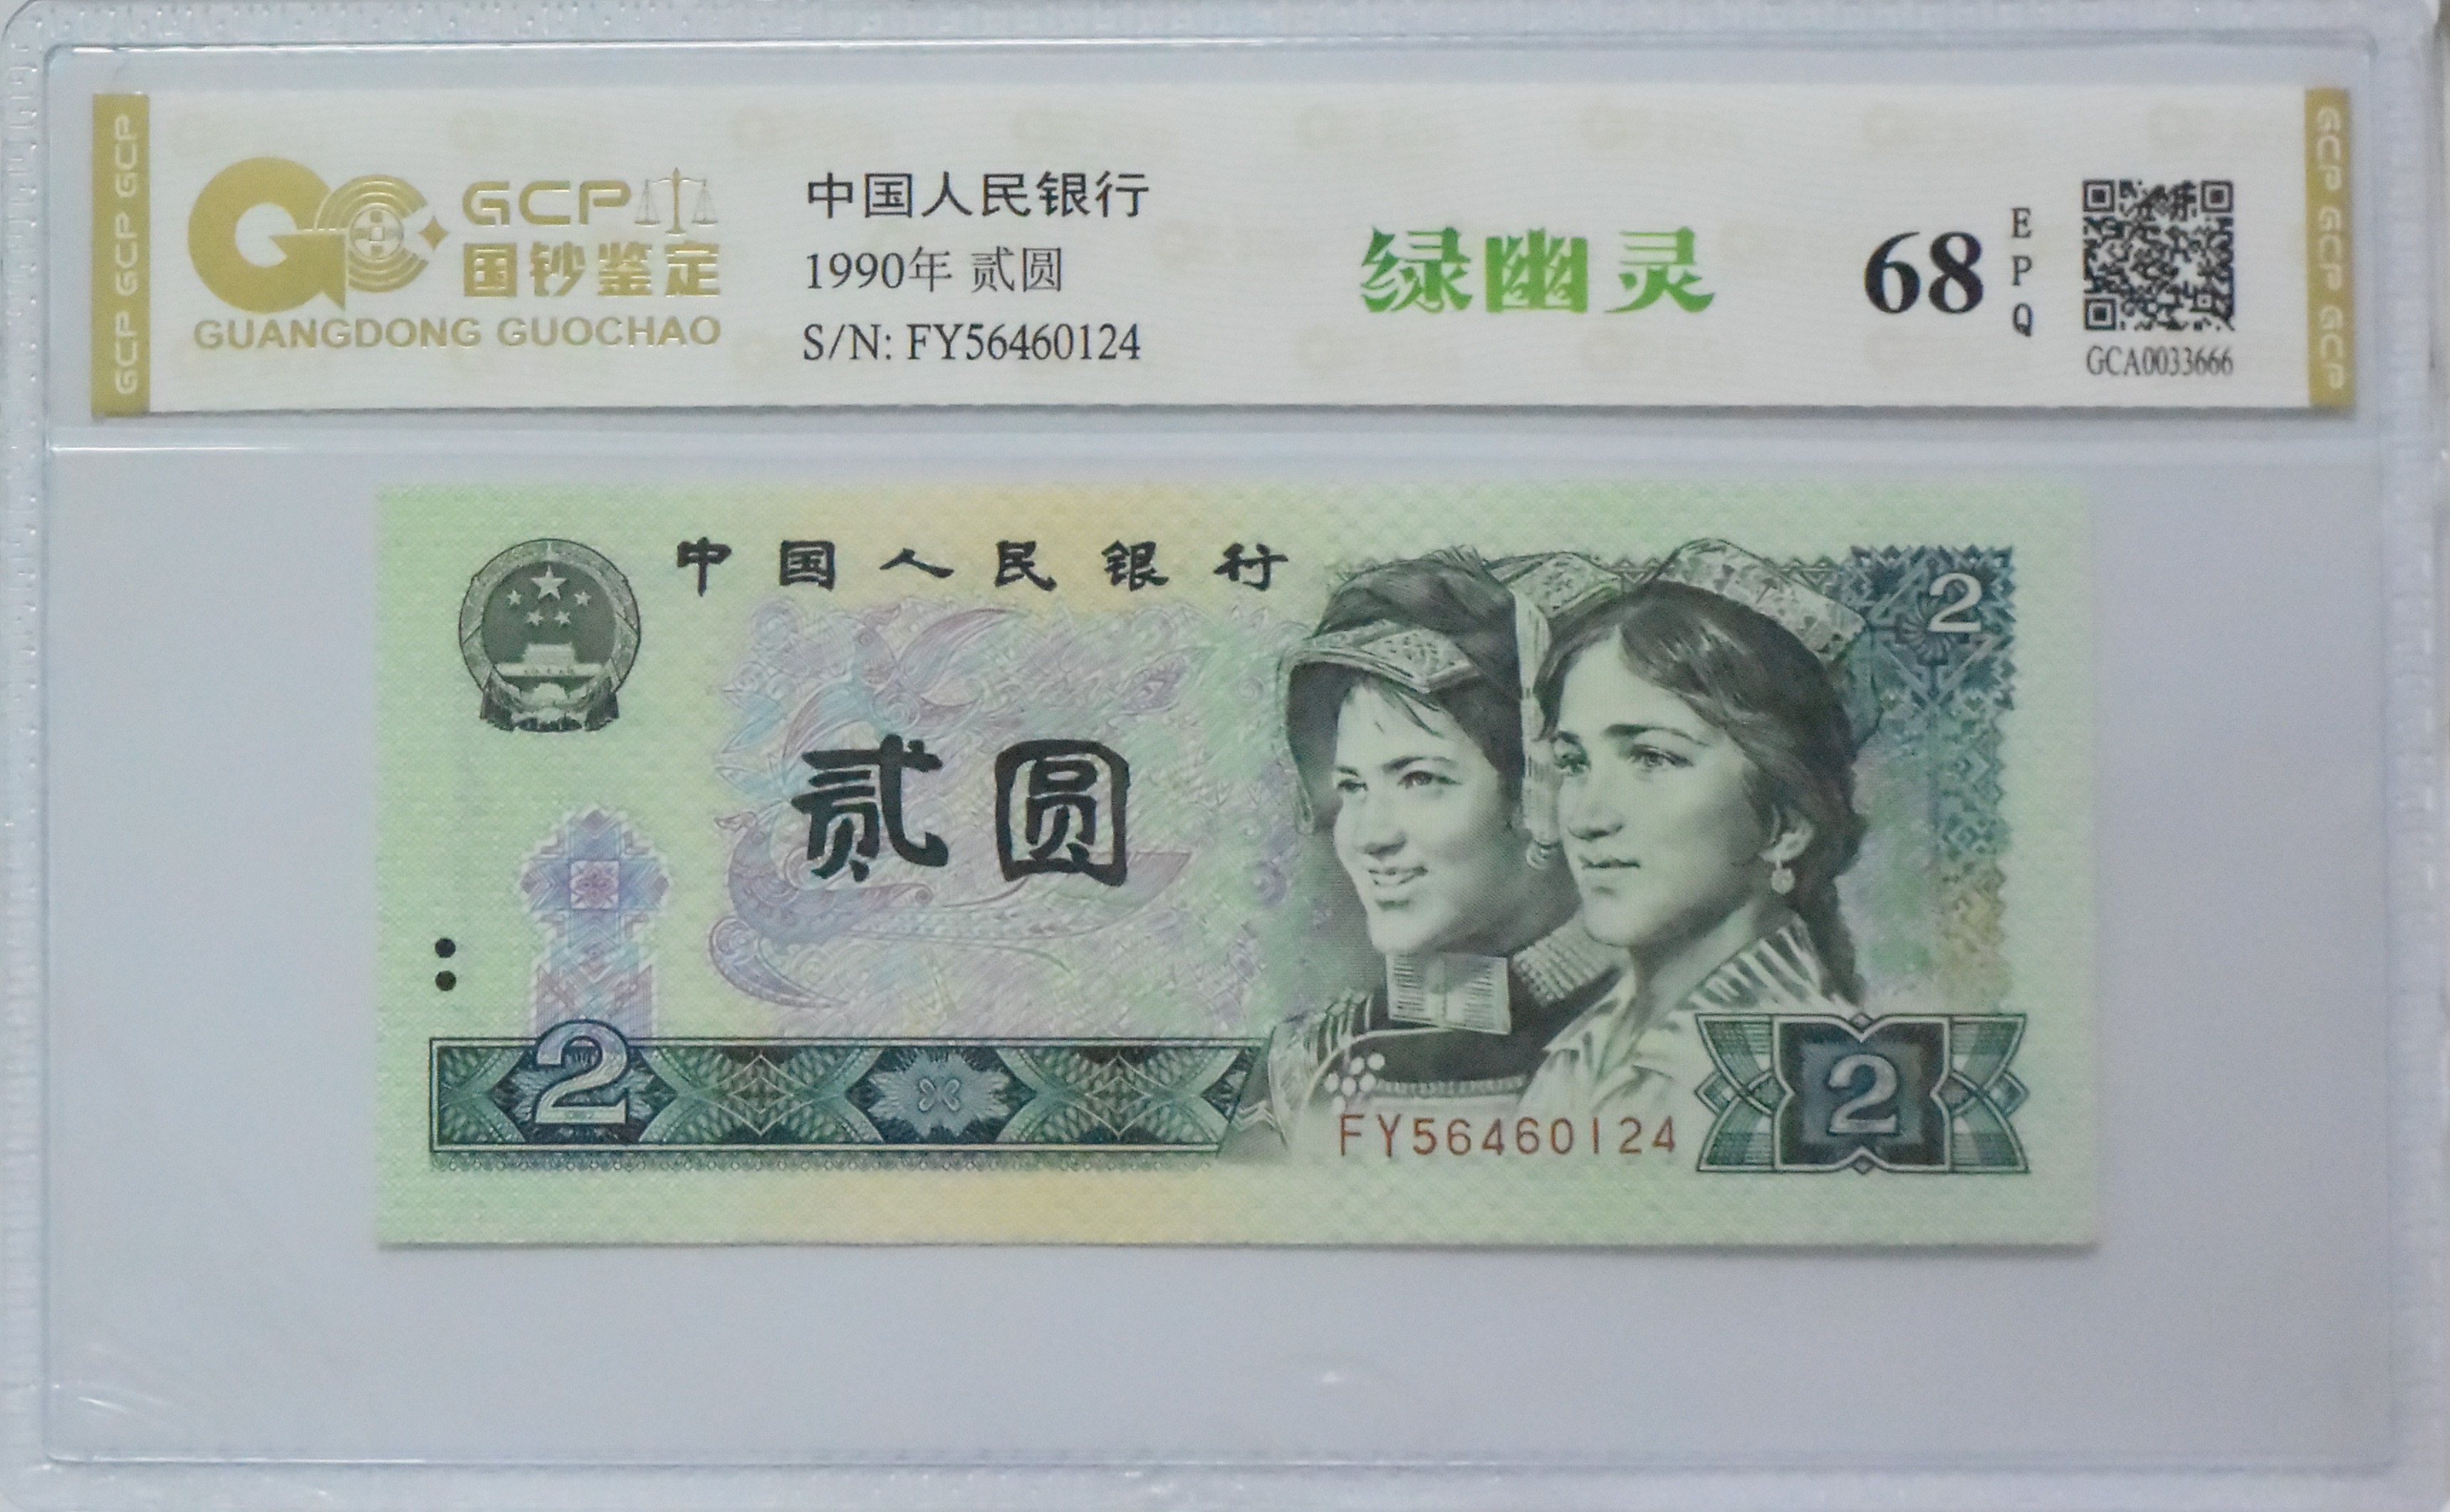 GCP GCP GCP
GCP
国钞鉴定
GUANGDONG GUOCHAO
中国人民银行
1990年 贰圆
S/N: FY56460124
绿幽灵
68
EPQ
GCA0033666
GCP GCP GCP
中国人民银行
2
贰圆
2
FY56460124
2